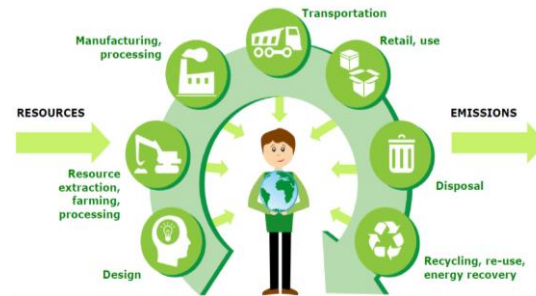 Transportation
Manufacturing,
processing
Retail, use
RESOURCES
EMISSIONS
Resource
extraction,
farming,
processing
Disposal
Design
Recycling, re-use,
energy recovery